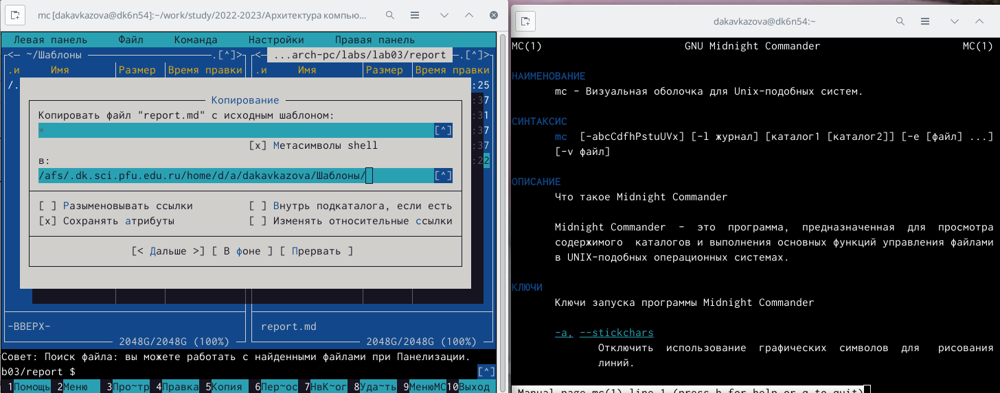 mc [dakavkazova@dk6n54]:~/work/study/2022-2023/Архитектура компью...
Левая панель Файл Команда Настройки Правая панель
<─ ~/Шаблоны .[^]>
<─ ...arch-pc/labs/lab03/report .[^]>
.и Имя Размер Время правки .и Имя Размер Время правки
/. :25
:37
Копирование
Копировать файл "report.md" с исходным шаблоном: :31
* [^] :37
[x] Метасимволы shell :37
в: :22
/afs/.dk.sci.pfu.edu.ru/home/d/a/dakavkazova/Шаблоны/ [^]
[ ] Разыменовывать ссылки [ ] Внутрь подкаталога, если есть
[x] Сохранять атрибуты [ ] Изменять относительные ссылки
[< Дальше >] [ В фоне ] [ Прервать ]
-ВВЕРХ- report.md
2048G/2048G (100%) 2048G/2048G (100%)
Совет: Поиск файла: вы можете работать с найденными файлами при Панелизации.
b03/report $ [^]
1Помощь 2Меню 3Про~тр 4Правка 5Копия 6Пер~ос 7НвК~ог 8Уда~ть 9МенюMC 10Выход
dakavkazova@dk6n54:~
MC(1) GNU Midnight Commander MC(1)
НАИМЕНОВАНИЕ
mc - Визуальная оболочка для Unix-подобных систем.
СИНТАКСИС
mc [-abcCdfhPstuUVx] [-l журнал] [каталог1 [каталог2]] [-e [файл] ...]
[-v файл]
ОПИСАНИЕ
Что такое Midnight Commander
Midnight Commander - это программа, предназначенная для просмотра
содержимого каталогов и выполнения основных функций управления файлами
в UNIX-подобных операционных системах.
КЛЮЧИ
Ключи запуска программы Midnight Commander
-a, --stickchars
Отключить использование графических символов для рисования
линий.
Manual page mc(1) line 1 (press h for help or q to quit)